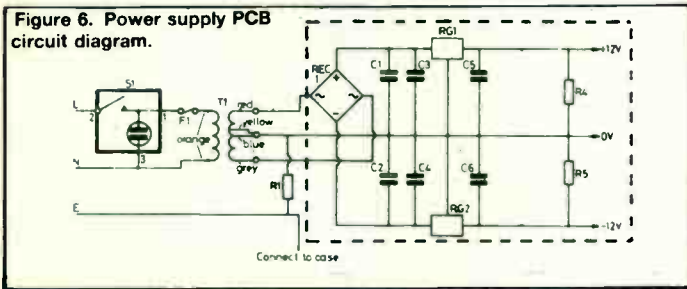 Figure 6. Power supply PCB
circuit diagram.
RG1
+12V
REC
1
C1
C3
C5
S1
L
2
1
F1
T1
red
yellow
orange
blue
grey
R4
0V
3
N
C2
C4
C6
R1
R5
E
RG2
-12V
Connect to case